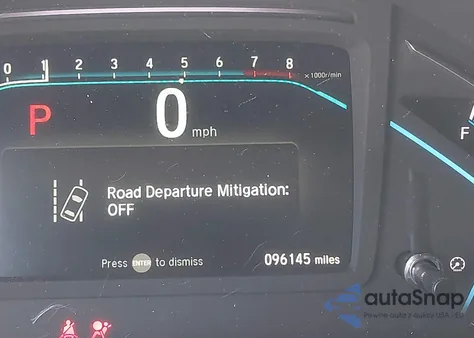 0 1 2 3 4 5 6 7 8
×1000r/min
P 0 mph
F
Road Departure Mitigation:
OFF
Press ENTER to dismiss
096145 miles
autoSnap